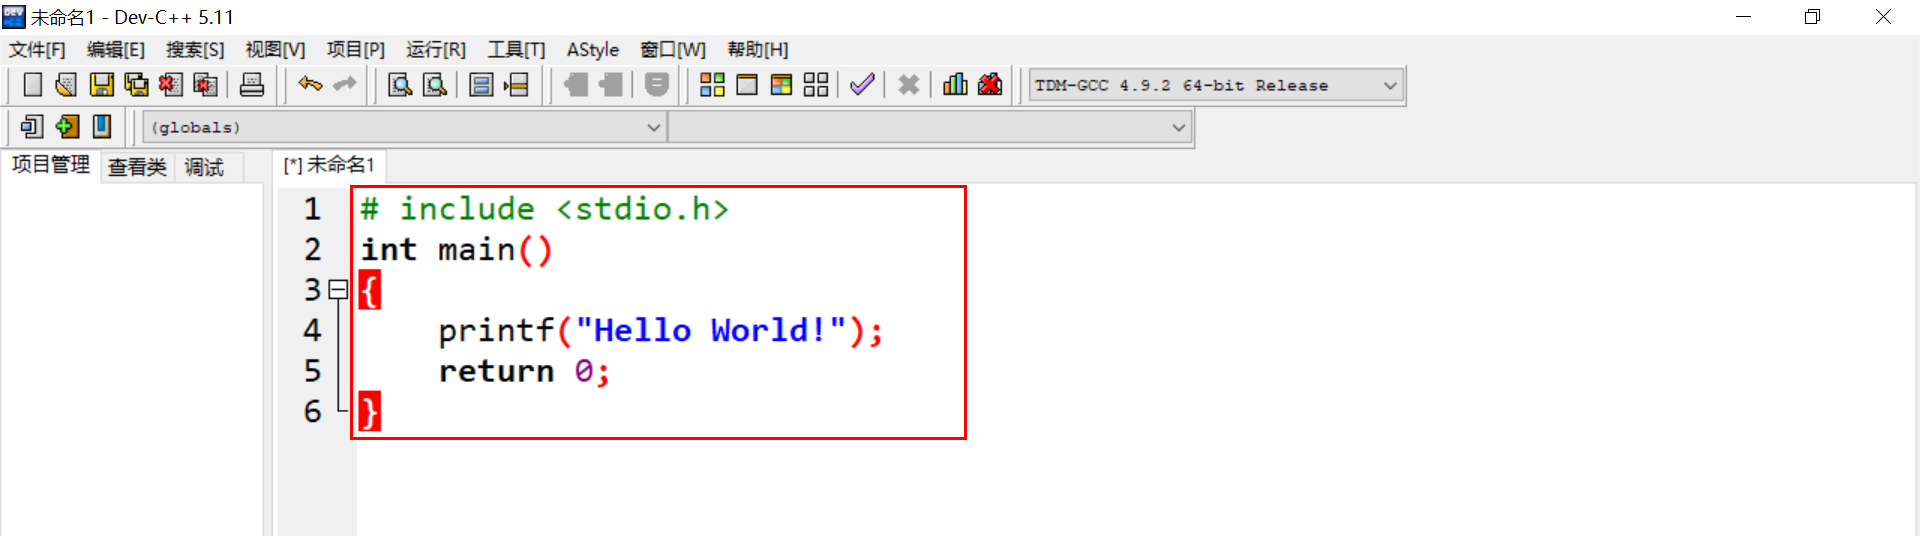 未命名1 - Dev-C++ 5.11
文件[F] 编辑[E] 搜索[S] 视图[V] 项目[P] 运行[R] 工具[T] AStyle 窗口[W] 帮助[H]
TDM-GCC 4.9.2 64-bit Release
(globals)
项目管理 查看类 调试 [*] 未命名1
1 # include <stdio.h>
2 int main()
3 {
4     printf("Hello World!");
5     return 0;
6 }